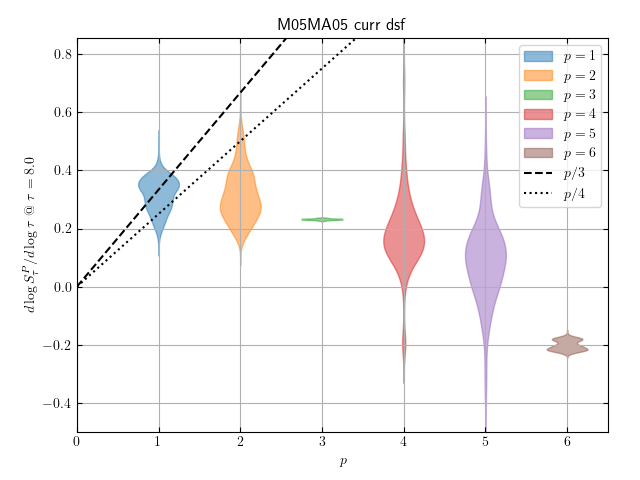 M05MA05 curr dsf
d log S_τ^P / d log τ @ τ = 8.0
0.8
0.6
0.4
0.2
0.0
−0.2
−0.4
0 1 2 3 4 5 6
p
p = 1
p = 2
p = 3
p = 4
p = 5
p = 6
p/3
p/4